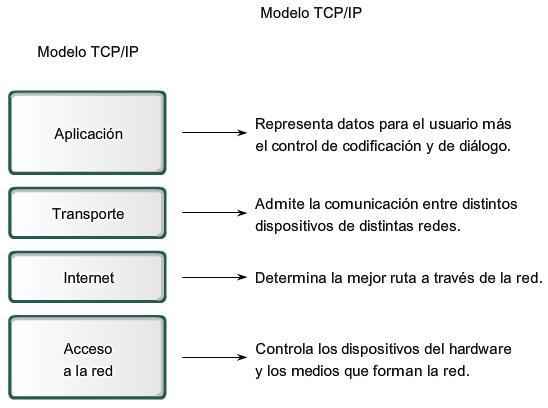 Modelo TCP/IP
Modelo TCP/IP
Aplicación
Representa datos para el usuario más
el control de codificación y de diálogo.
Transporte
Admite la comunicación entre distintos
dispositivos de distintas redes.
Internet
Determina la mejor ruta a través de la red.
Acceso
a la red
Controla los dispositivos del hardware
y los medios que forman la red.